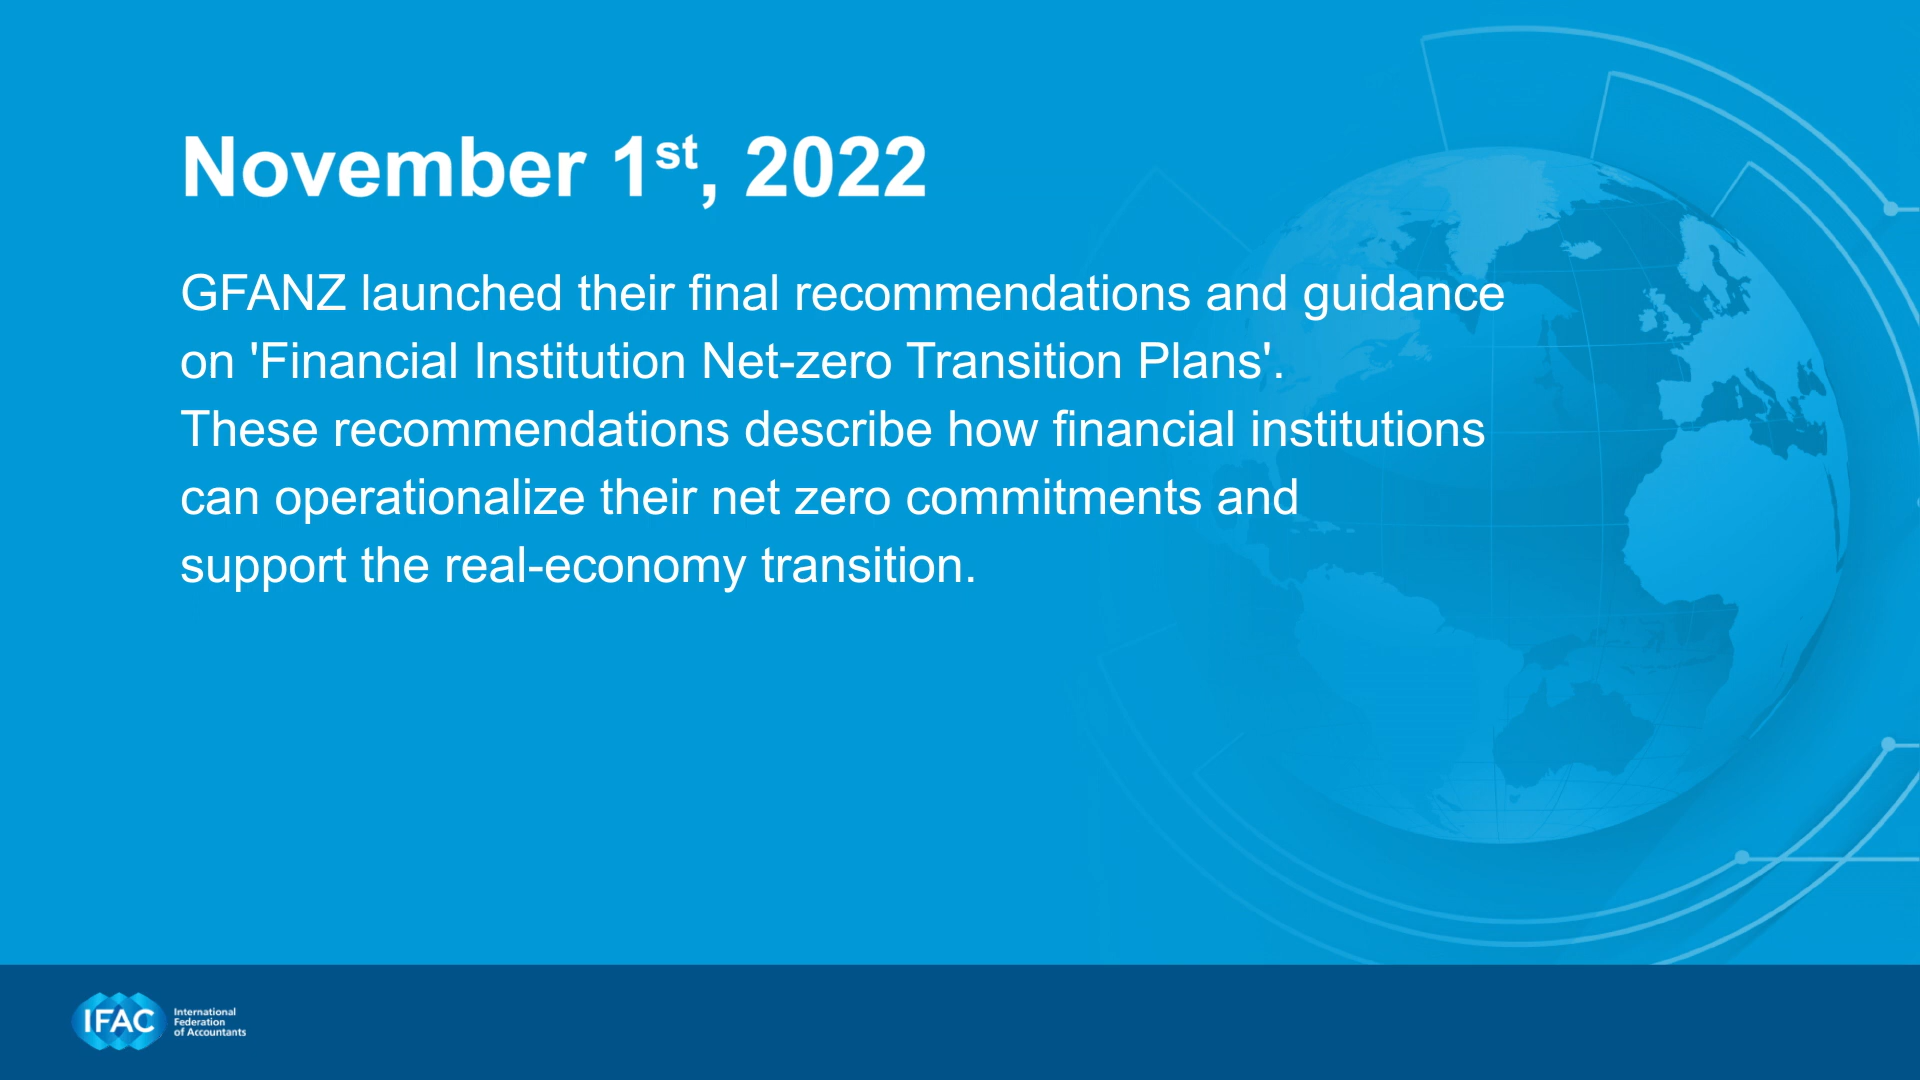 November 1st, 2022
GFANZ launched their final recommendations and guidance
on 'Financial Institution Net-zero Transition Plans'.
These recommendations describe how financial institutions
can operationalize their net zero commitments and
support the real-economy transition.
IFAC
International
Federation
of Accountants